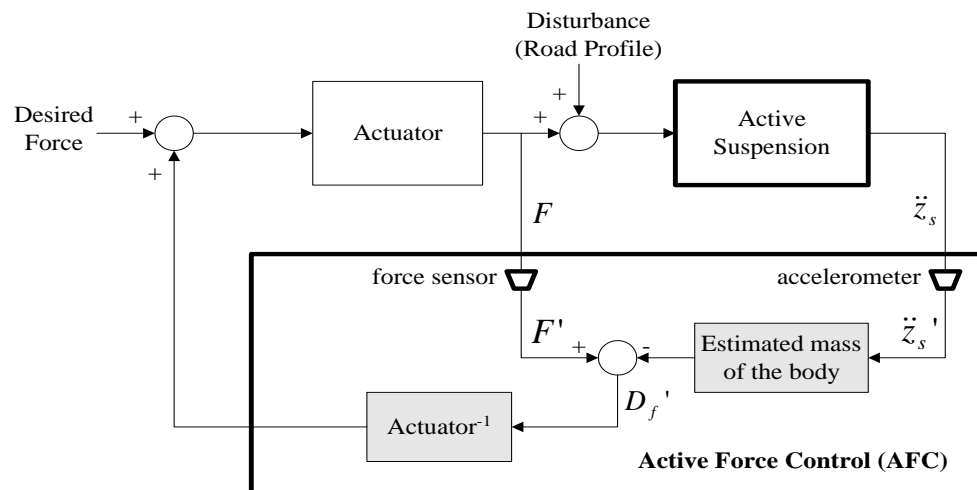 Disturbance
(Road Profile)
Desired
Force
+
+
Actuator
+
+
Active
Suspension
F
z̈ₛ
force sensor
accelerometer
F'
+
-
Estimated mass
of the body
z̈ₛ'
D_f'
Actuator⁻¹
Active Force Control (AFC)